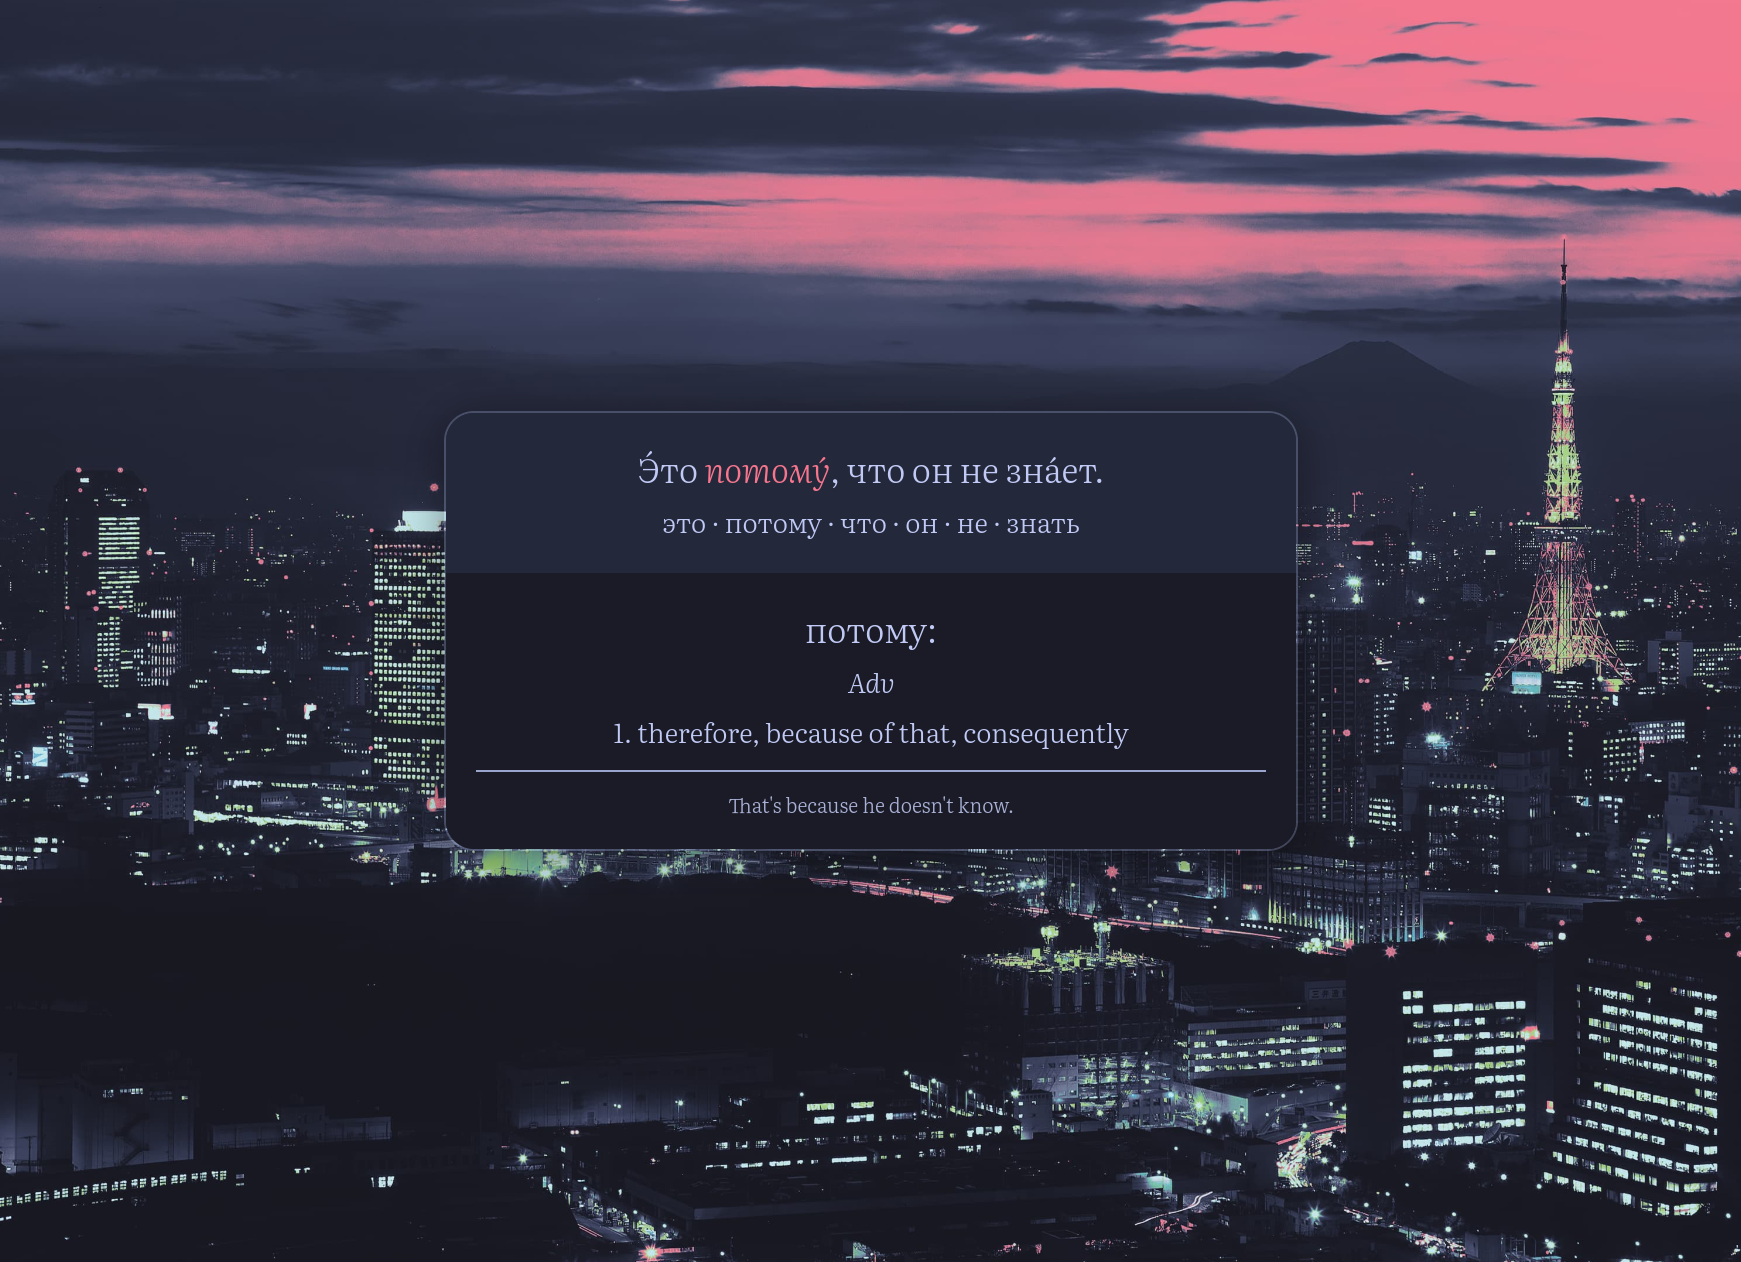 Э́то потому́, что он не зна́ет.
это · потому · что · он · не · знать
потому:
Adv
1. therefore, because of that, consequently
That's because he doesn't know.